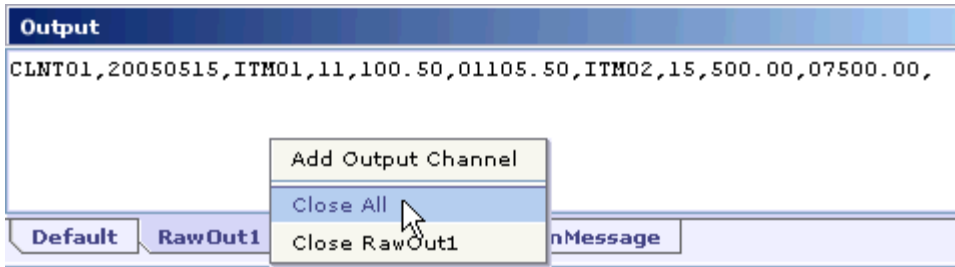 Output
CLNT01,20050515,ITM01,11,100.50,01105.50,ITM02,15,500.00,07500.00,
Add Output Channel
Close All
Close RawOut1
Default
RawOut1
nMessage